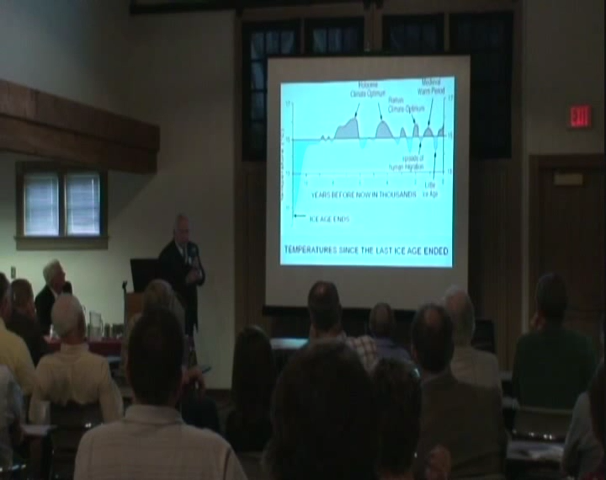 Holocene
Climate Optimum
Medieval
Warm Period
Roman
Climate Optimum
Little
Ice Age
YEARS BEFORE NOW IN THOUSANDS
ICE AGE ENDS
TEMPERATURES SINCE THE LAST ICE AGE ENDED
EXIT